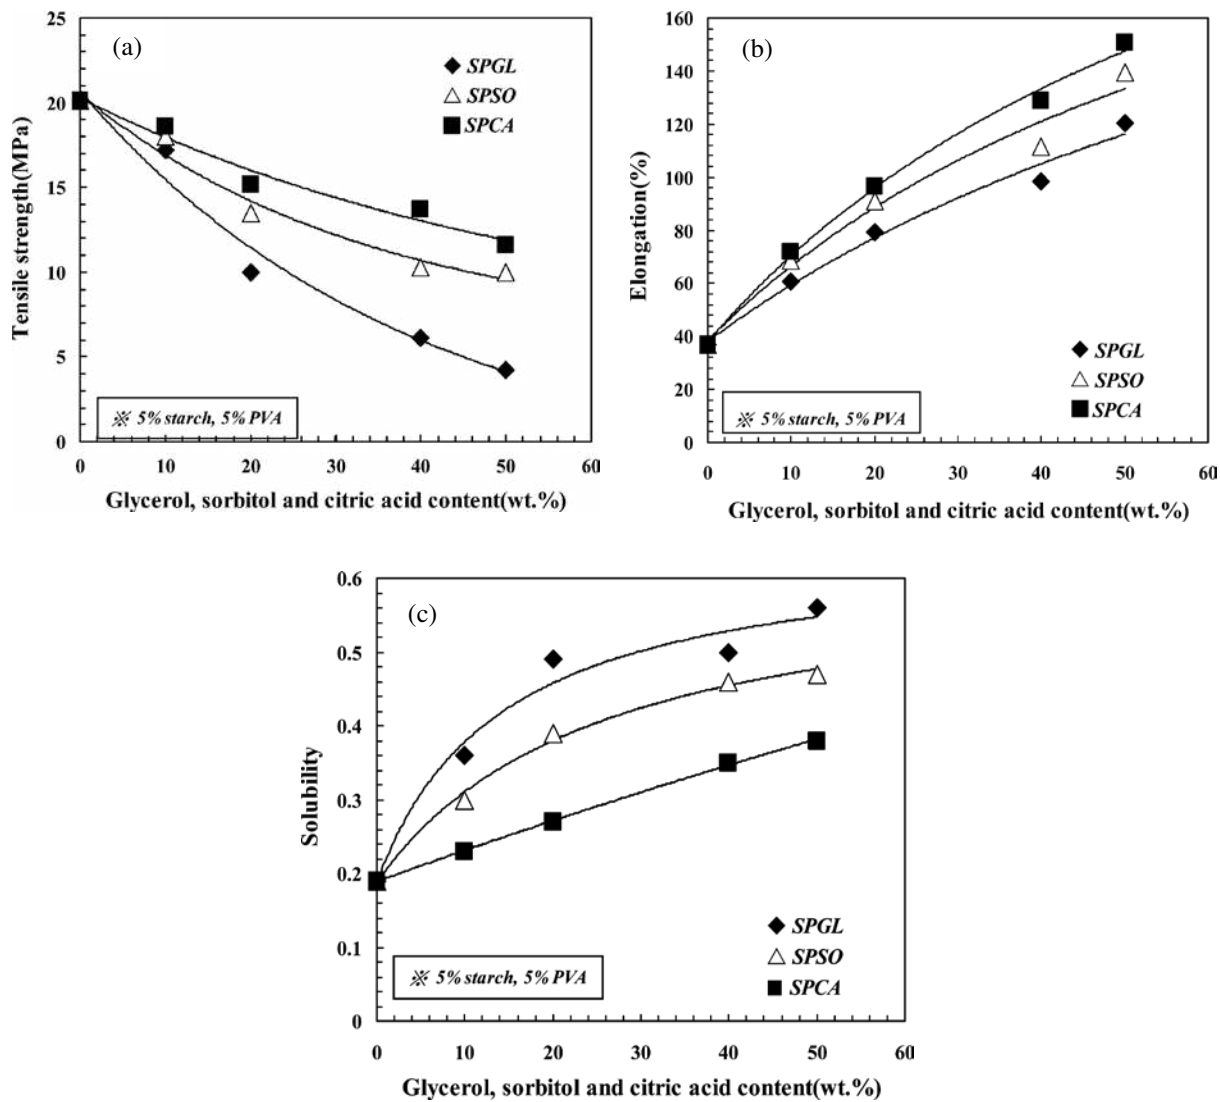 (a)
SPGL
SPSO
SPCA
Tensile strength(MPa)
25
20
15
10
5
0
※ 5% starch, 5% PVA
0 10 20 30 40 50 60
Glycerol, sorbitol and citric acid content(wt.%)
(b)
Elongation(%)
160
140
120
100
80
60
40
20
0
SPGL
SPSO
SPCA
※ 5% starch, 5% PVA
0 10 20 30 40 50 60
Glycerol, sorbitol and citric acid content(wt.%)
(c)
Solubility
0.6
0.5
0.4
0.3
0.2
0.1
0
SPGL
SPSO
SPCA
※ 5% starch, 5% PVA
0 10 20 30 40 50 60
Glycerol, sorbitol and citric acid content(wt.%)